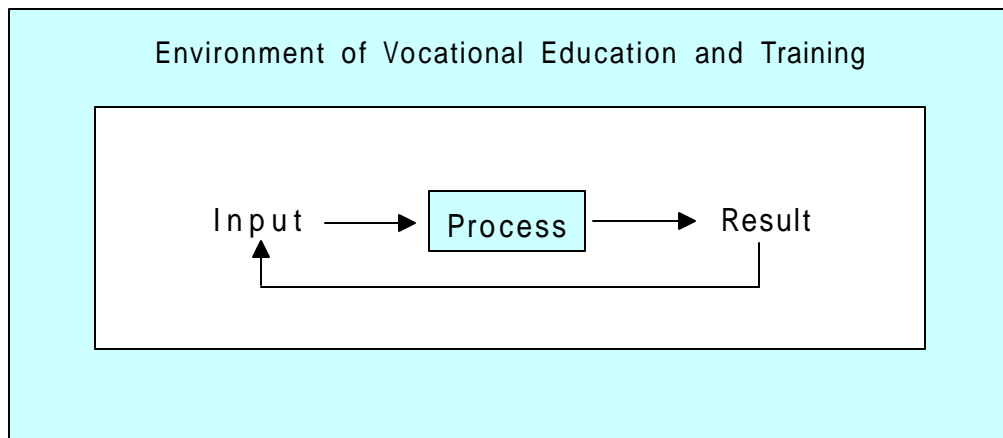 Environment of Vocational Education and Training
Input
Process
Result